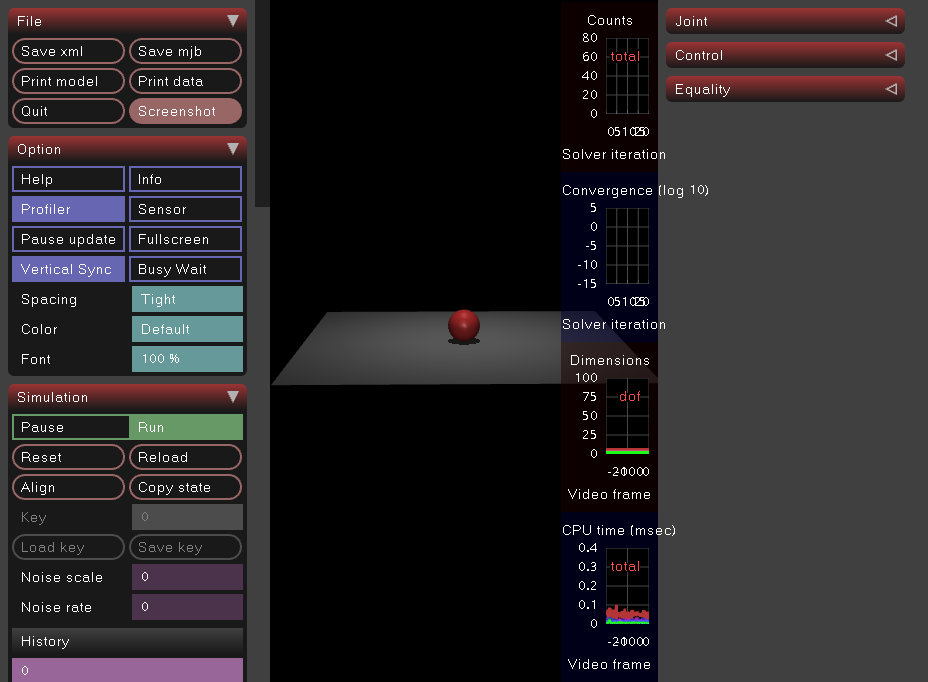 File
Save xml
Save mjb
Print model
Print data
Quit
Screenshot
Option
Help
Info
Profiler
Sensor
Pause update
Fullscreen
Vertical Sync
Busy Wait
Spacing
Tight
Color
Default
Font
100 %
Simulation
Pause
Run
Reset
Reload
Align
Copy state
Key
0
Load key
Save key
Noise scale
0
Noise rate
0
History
0
Counts
80
total
60
40
20
0
Solver iteration
Convergence (log 10)
5
0
-5
-10
-15
Solver iteration
Dimensions
100
dof
75
50
25
0
Video frame
CPU time (msec)
0.4
total
0.3
0.2
0.1
0
Video frame
Joint
Control
Equality